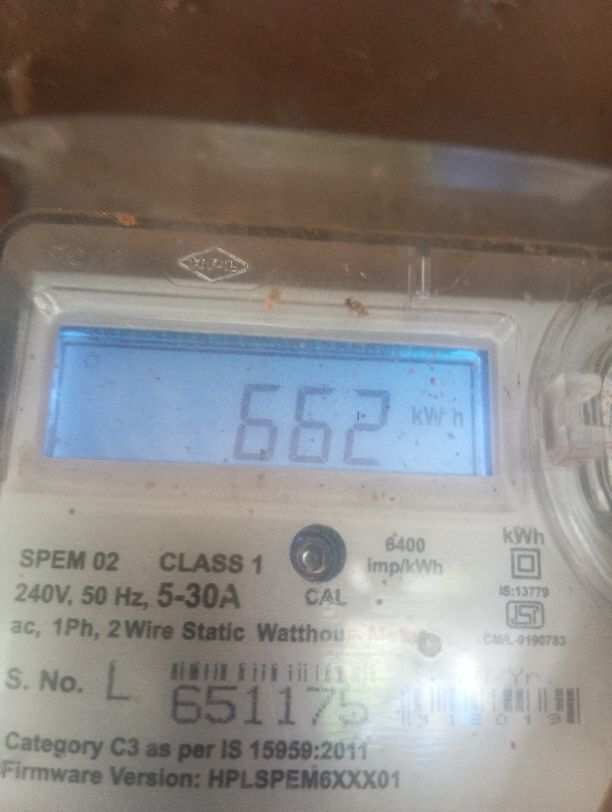 662 kWh
SPEM 02 CLASS 1
6400
imp/kWh
kWh
240V, 50 Hz, 5-30A
CAL
IS:13779
ISI
ac, 1Ph, 2 Wire Static Watthour
CM/L-9190783
S. No. L 651175
Category C3 as per IS 15959:2011
Firmware Version: HPLSPEM6XXX01